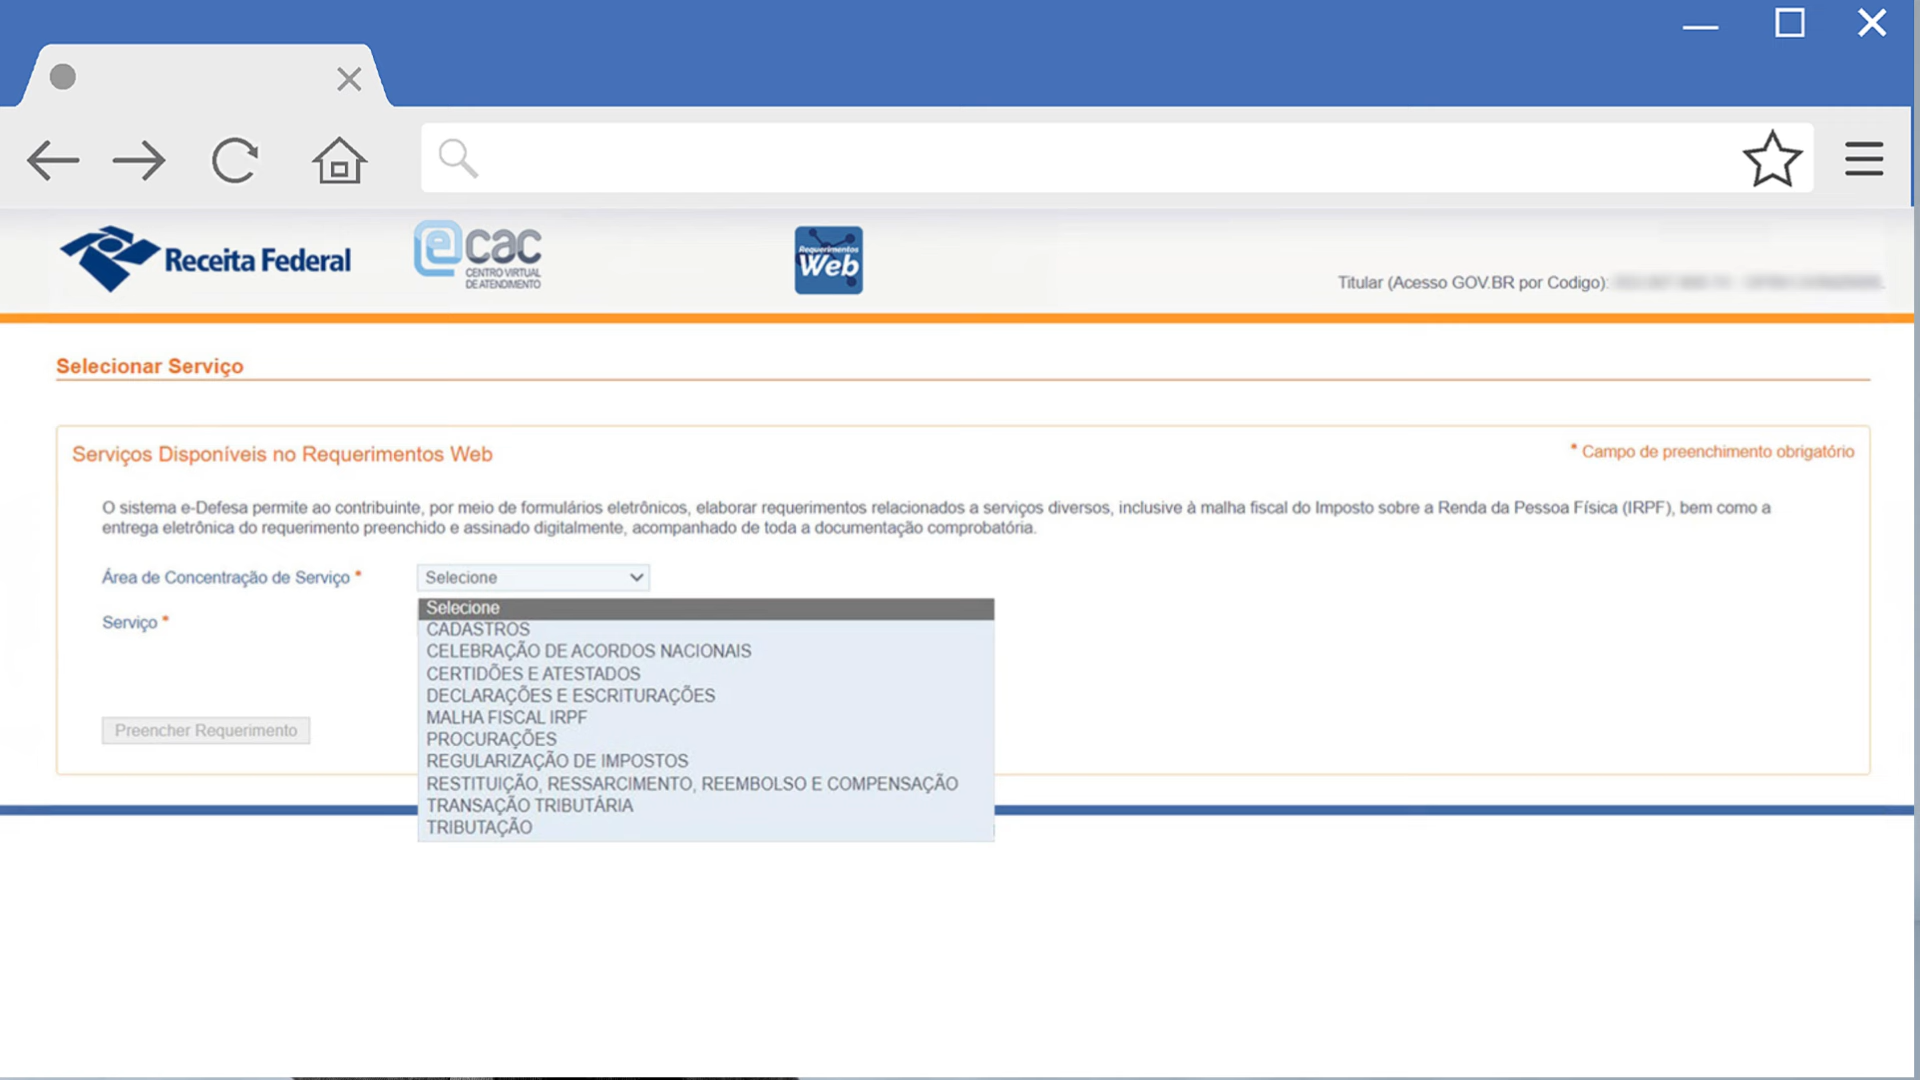 Receita Federal
e cac
CENTRO VIRTUAL
DE ATENDIMENTO
Requerimentos
Web
Titular (Acesso GOV.BR por Codigo):
Selecionar Serviço
Serviços Disponíveis no Requerimentos Web
* Campo de preenchimento obrigatório
O sistema e-Defesa permite ao contribuinte, por meio de formulários eletrônicos, elaborar requerimentos relacionados a serviços diversos, inclusive à malha fiscal do Imposto sobre a Renda da Pessoa Física (IRPF), bem como a
entrega eletrônica do requerimento preenchido e assinado digitalmente, acompanhado de toda a documentação comprobatória.
Área de Concentração de Serviço * Selecione
Serviço *
Selecione
CADASTROS
CELEBRAÇÃO DE ACORDOS NACIONAIS
CERTIDÕES E ATESTADOS
DECLARAÇÕES E ESCRITURAÇÕES
MALHA FISCAL IRPF
PROCURAÇÕES
REGULARIZAÇÃO DE IMPOSTOS
RESTITUIÇÃO, RESSARCIMENTO, REEMBOLSO E COMPENSAÇÃO
TRANSAÇÃO TRIBUTÁRIA
TRIBUTAÇÃO
Preencher Requerimento